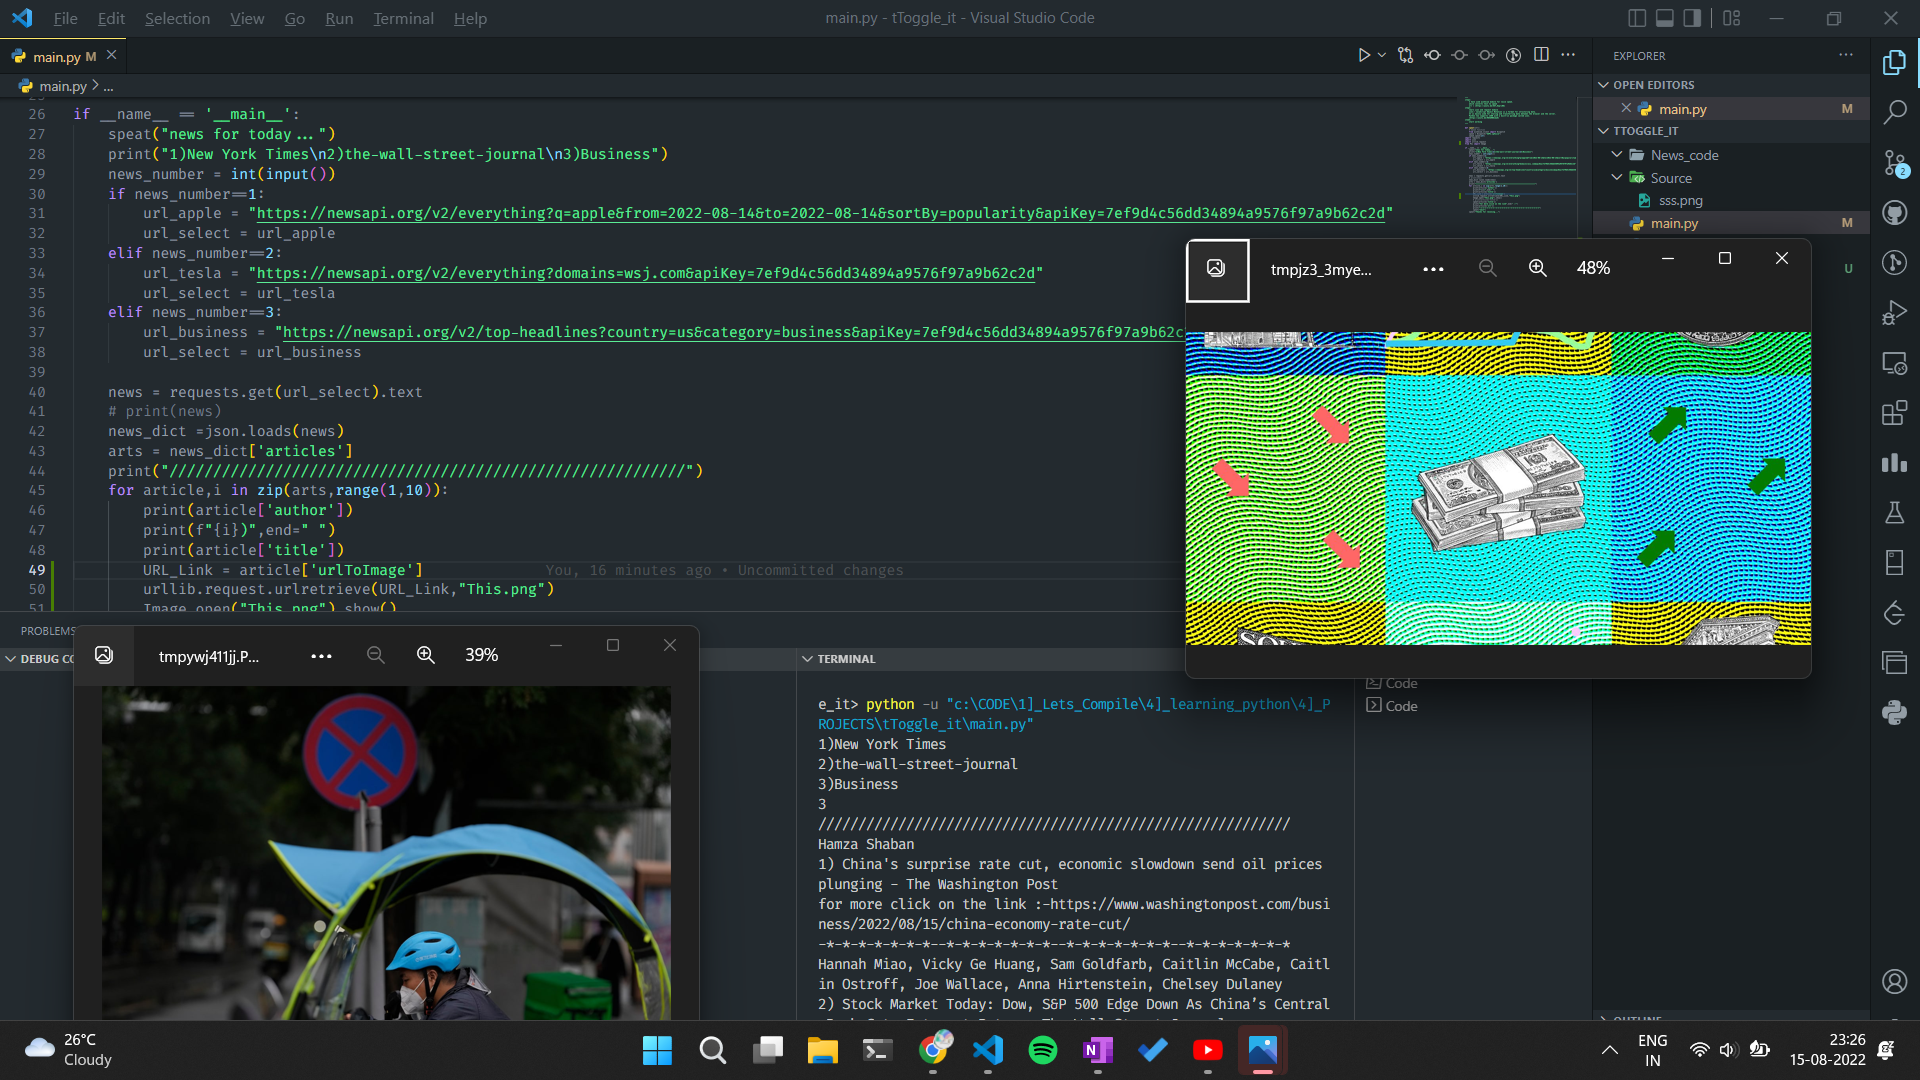 File Edit Selection View Go Run Terminal Help
main.py - tToggle_it - Visual Studio Code
main.py M
main.py > ...
26 if __name__ == '__main__':
27 speat("news for today...")
28 print("1)New York Times\n2)the-wall-street-journal\n3)Business")
29 news_number = int(input())
30 if news_number==1:
31 url_apple = "https://newsapi.org/v2/everything?q=apple&from=2022-08-14&to=2022-08-14&sortBy=popularity&apiKey=7ef9d4c56dd34894a9576f97a9b62c2d"
32 url_select = url_apple
33 elif news_number==2:
34 url_tesla = "https://newsapi.org/v2/everything?domains=wsj.com&apiKey=7ef9d4c56dd34894a9576f97a9b62c2d"
35 url_select = url_tesla
36 elif news_number==3:
37 url_business = "https://newsapi.org/v2/top-headlines?country=us&category=business&apiKey=7ef9d4c56dd34894a9576f97a9b62c
38 url_select = url_business
39
40 news = requests.get(url_select).text
41 # print(news)
42 news_dict =json.loads(news)
43 arts = news_dict['articles']
44 print("///////////////////////////////////////////////////////////")
45 for article,i in zip(arts,range(1,10)):
46 print(article['author'])
47 print(f"{i})",end=" ")
48 print(article['title'])
49 URL_Link = article['urlToImage'] You, 16 minutes ago • Uncommitted changes
50 urllib.request.urlretrieve(URL_Link,"This.png")
51 Image.open("This.png").show()
EXPLORER
OPEN EDITORS
main.py M
TTOGGLE_IT
News_code
Source
sss.png
main.py M
U
2
tmpjz3_3mye... 48%
PROBLEMS
DEBUG CO
tmpywj411jj.P... 39%
TERMINAL
e_it> python -u "c:\CODE\1]_Lets_Compile\4]_learning_python\4]_P
ROJECTS\tToggle_it\main.py"
1)New York Times
2)the-wall-street-journal
3)Business
3
///////////////////////////////////////////////////////////
Hamza Shaban
1) China's surprise rate cut, economic slowdown send oil prices
plunging - The Washington Post
for more click on the link :-https://www.washingtonpost.com/busi
ness/2022/08/15/china-economy-rate-cut/
-*-*-*-*-*-*-*--*-*-*-*-*-*-*--*-*-*-*-*-*-*--*-*-*-*-*-*-*
Hannah Miao, Vicky Ge Huang, Sam Goldfarb, Caitlin McCabe, Caitl
in Ostroff, Joe Wallace, Anna Hirtenstein, Chelsey Dulaney
2) Stock Market Today: Dow, S&P 500 Edge Down As China’s Central
Code
Code
OUTLINE
26°C
Cloudy
ENG
IN
23:26
15-08-2022